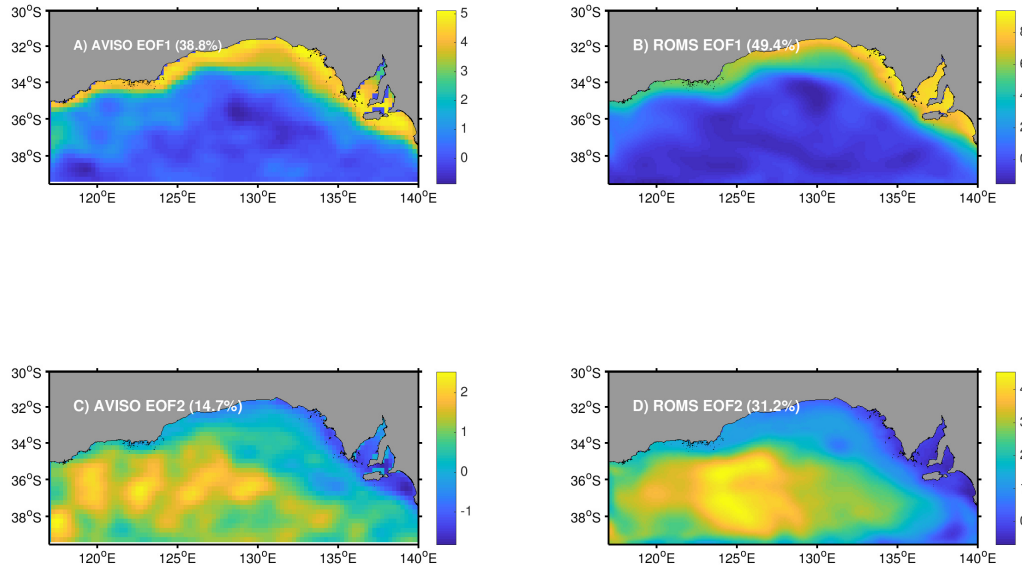 30°S
32°S
34°S
36°S
38°S
A) AVISO EOF1 (38.8%)
120°E 125°E 130°E 135°E 140°E
5
4
3
2
1
0
30°S
32°S
34°S
36°S
38°S
B) ROMS EOF1 (49.4%)
120°E 125°E 130°E 135°E 140°E
30°S
32°S
34°S
36°S
38°S
C) AVISO EOF2 (14.7%)
120°E 125°E 130°E 135°E 140°E
2
1
0
-1
30°S
32°S
34°S
36°S
38°S
D) ROMS EOF2 (31.2%)
120°E 125°E 130°E 135°E 140°E